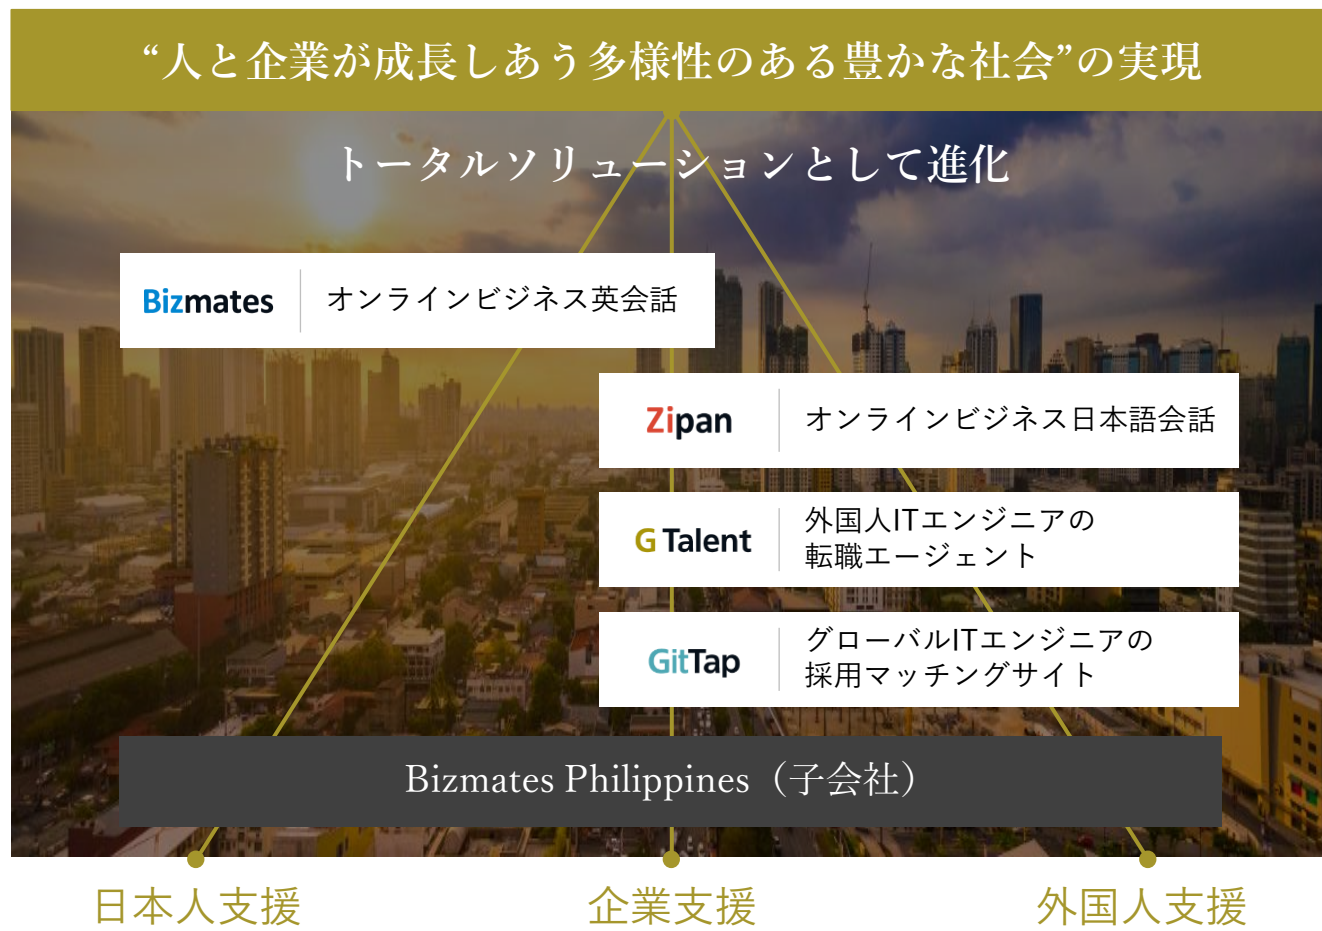 “人と企業が成長しあう多様性のある豊かな社会”の実現
トータルソリューションとして進化
Bizmates
オンラインビジネス英会話
Zipan
オンラインビジネス日本語会話
G Talent
外国人ITエンジニアの
転職エージェント
GitTap
グローバルITエンジニアの
採用マッチングサイト
Bizmates Philippines（子会社）
日本人支援
企業支援
外国人支援